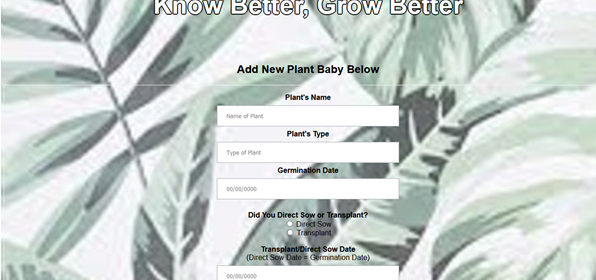 Know Better, Grow Better
Add New Plant Baby Below
Plant's Name
Name of Plant
Plant's Type
Type of Plant
Germination Date
00/00/0000
Did You Direct Sow or Transplant?
Direct Sow
Transplant
Transplant/Direct Sow Date
(Direct Sow Date = Germination Date)
00/00/0000